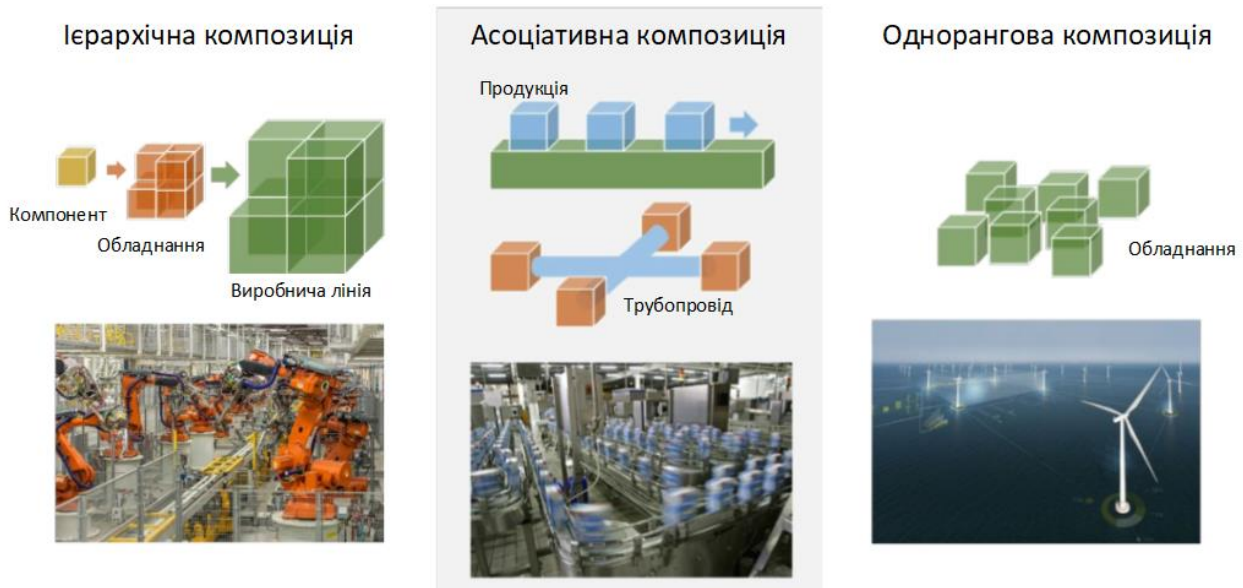 Ієрархічна композиція
Компонент
Обладнання
Виробнича лінія
Асоціативна композиція
Продукція
Трубопровід
Однорангова композиція
Обладнання